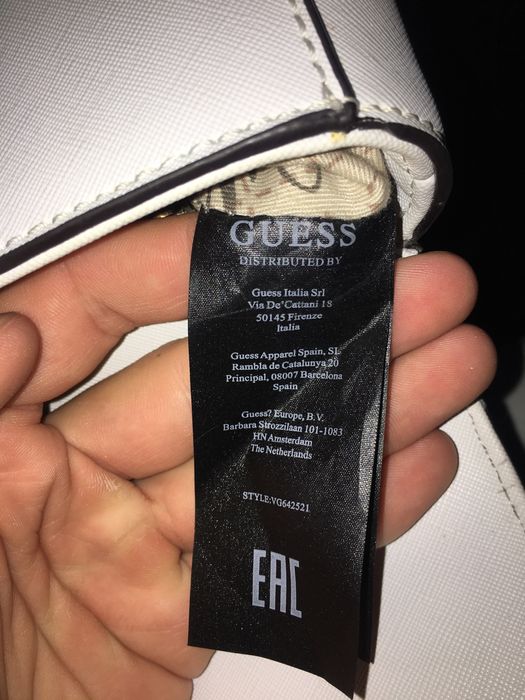 GUESS
DISTRIBUTED BY
Guess Italia Srl
Via De'Cattani 18
50145 Firenze
Italia
Guess Apparel Spain, SL
Rambla de Catalunya 20
Principal, 08007 Barcelona
Spain
Guess? Europe, B.V.
Barbara Strozzilaan 101-1083
HN Amsterdam
The Netherlands
STYLE:VG642521
EAC